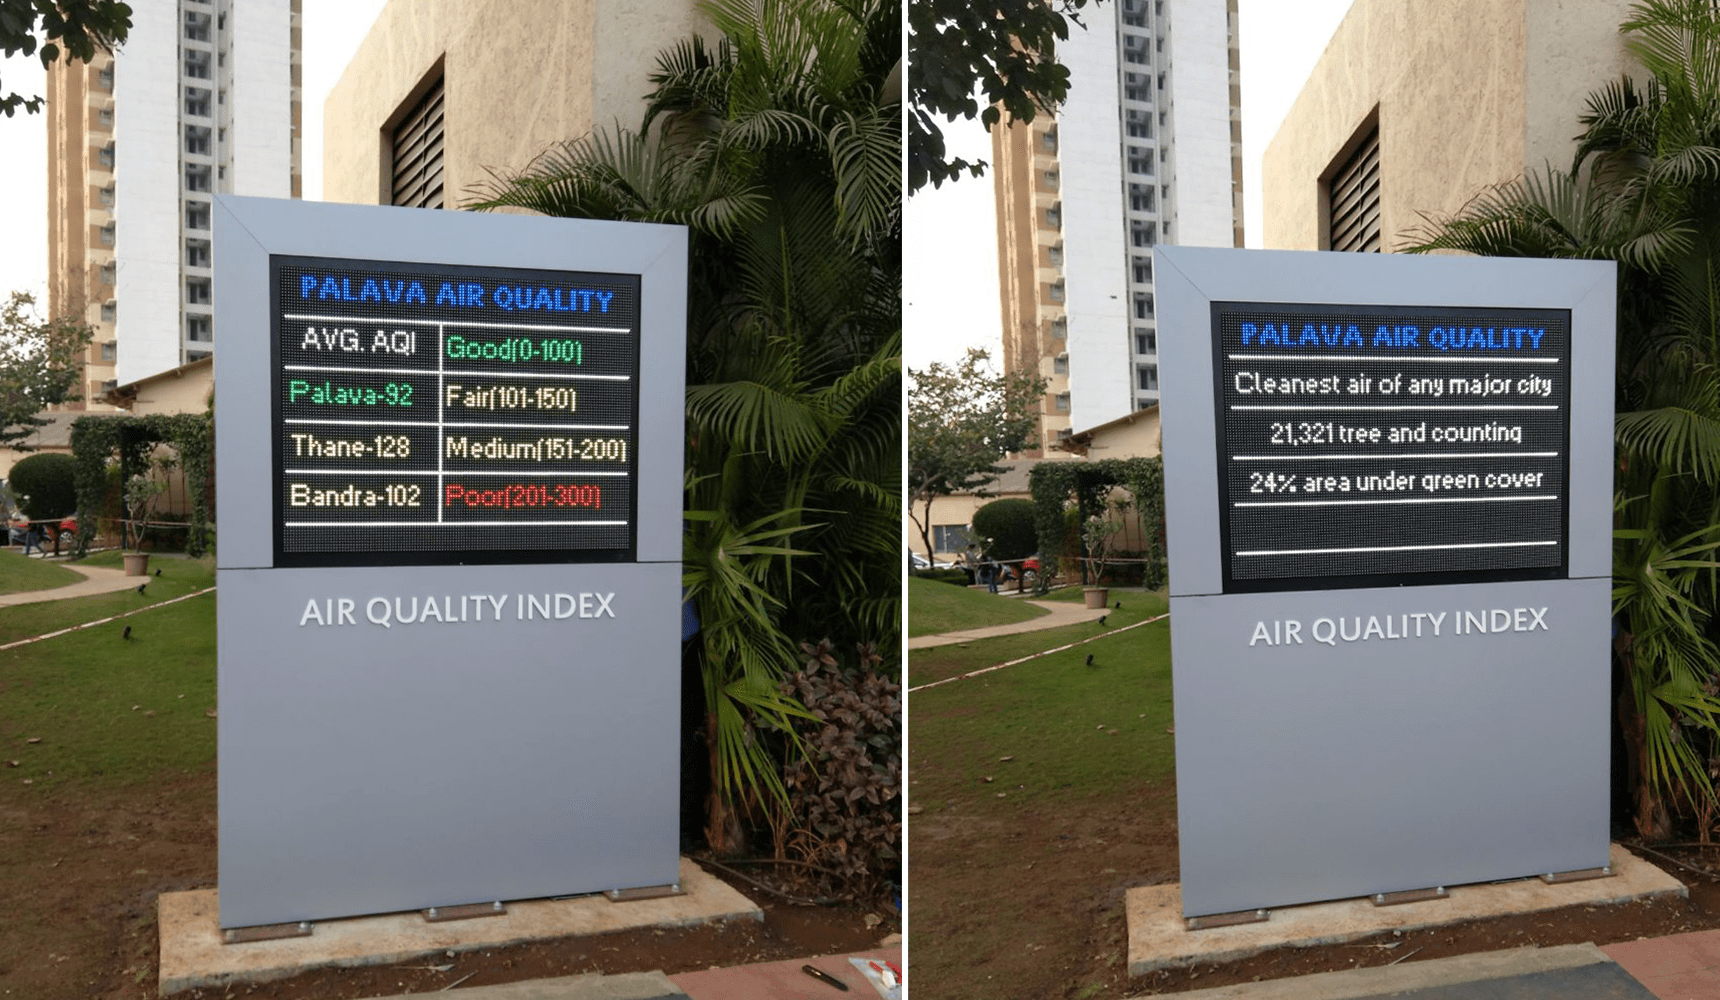 PALAVA AIR QUALITY
AVG. AQI Good(0-100)
Palava-92 Fair(101-150)
Thane-128 Medium(151-200)
Bandra-102 Poor(201-300)
AIR QUALITY INDEX
PALAVA AIR QUALITY
Cleanest air of any major city
21,321 tree and counting
24% area under green cover
AIR QUALITY INDEX